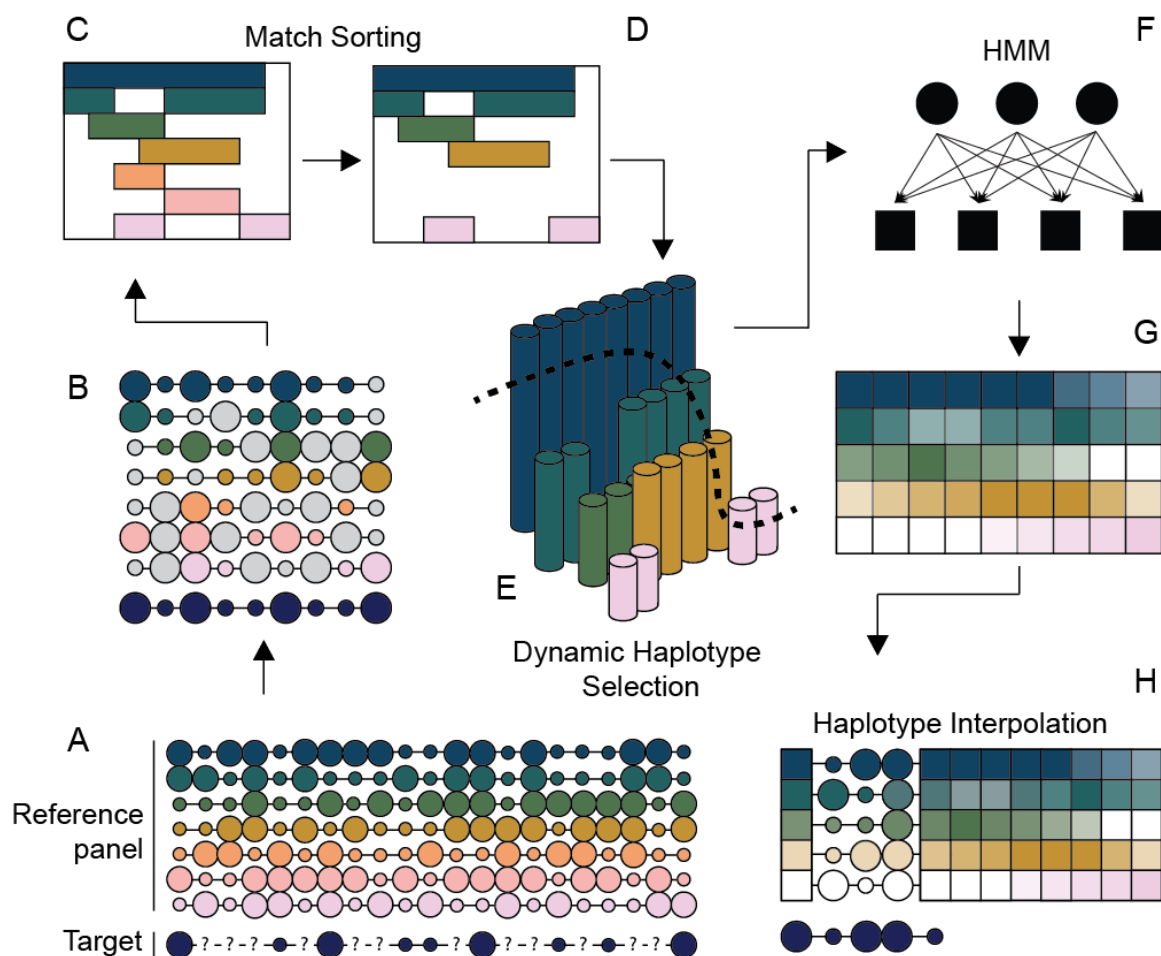 C
Match Sorting
D
F
HMM
B
G
E
Dynamic Haplotype
Selection
H
Haplotype Interpolation
A
Reference
panel
Target
? - ? - ?
?
? - ?
?
? - ?
? - ?